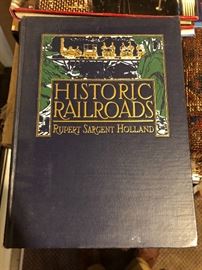 HISTORIC
RAILROADS
RUPERT SARGENT HOLLAND